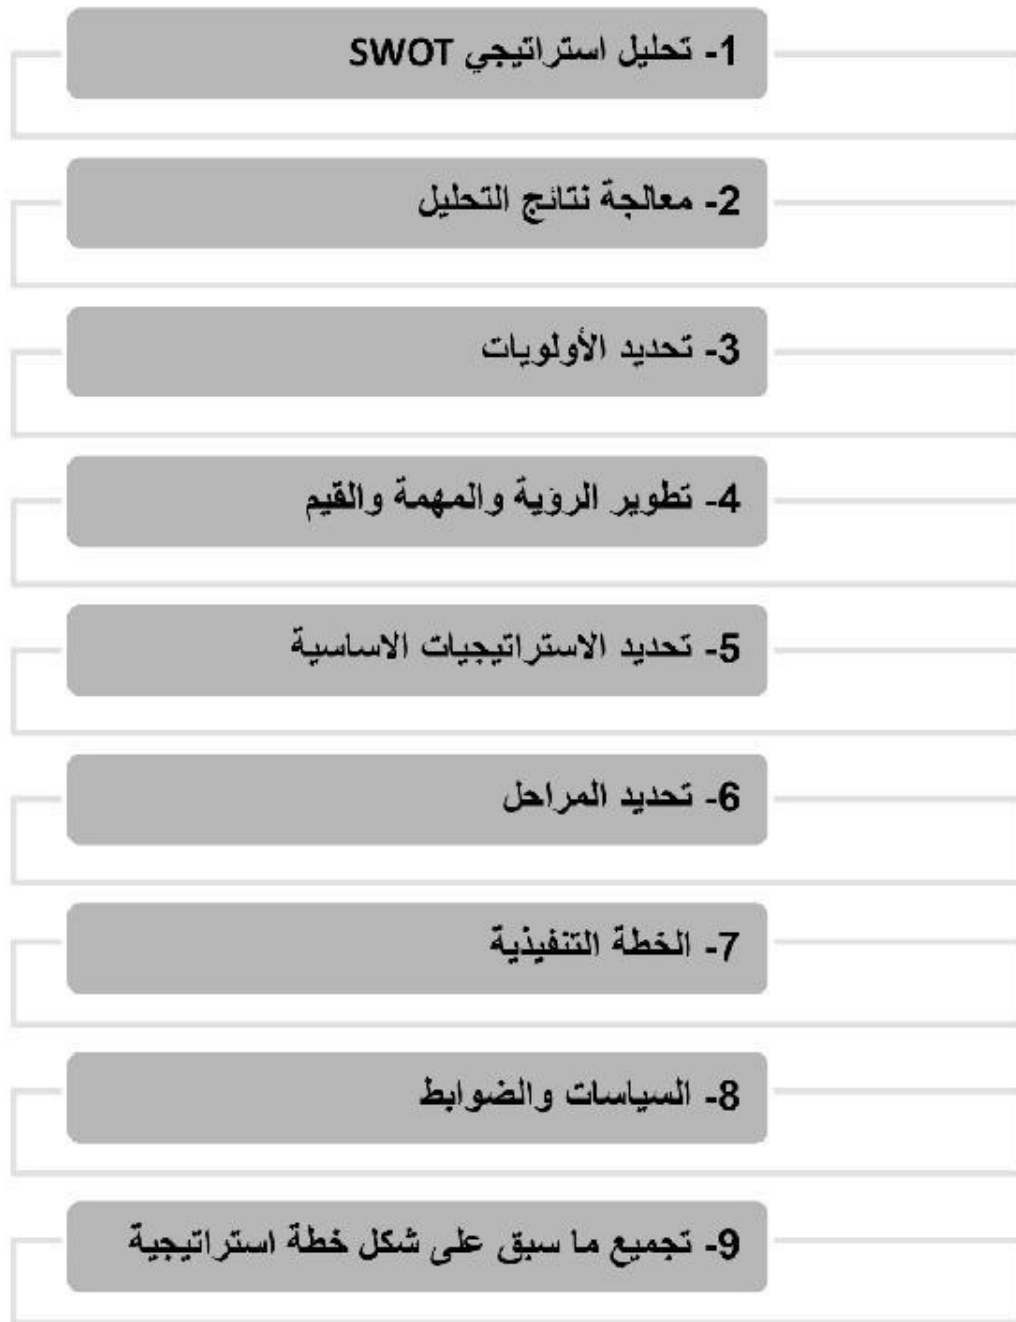 1- تحليل استراتيجي SWOT
2- معالجة نتائج التحليل
3- تحديد الأولويات
4- تطوير الرؤية والمهمة والقيم
5- تحديد الاستراتيجيات الاساسية
6- تحديد المراحل
7- الخطة التنفيذية
8- السياسات والضوابط
9- تجميع ما سبق على شكل خطة استراتيجية